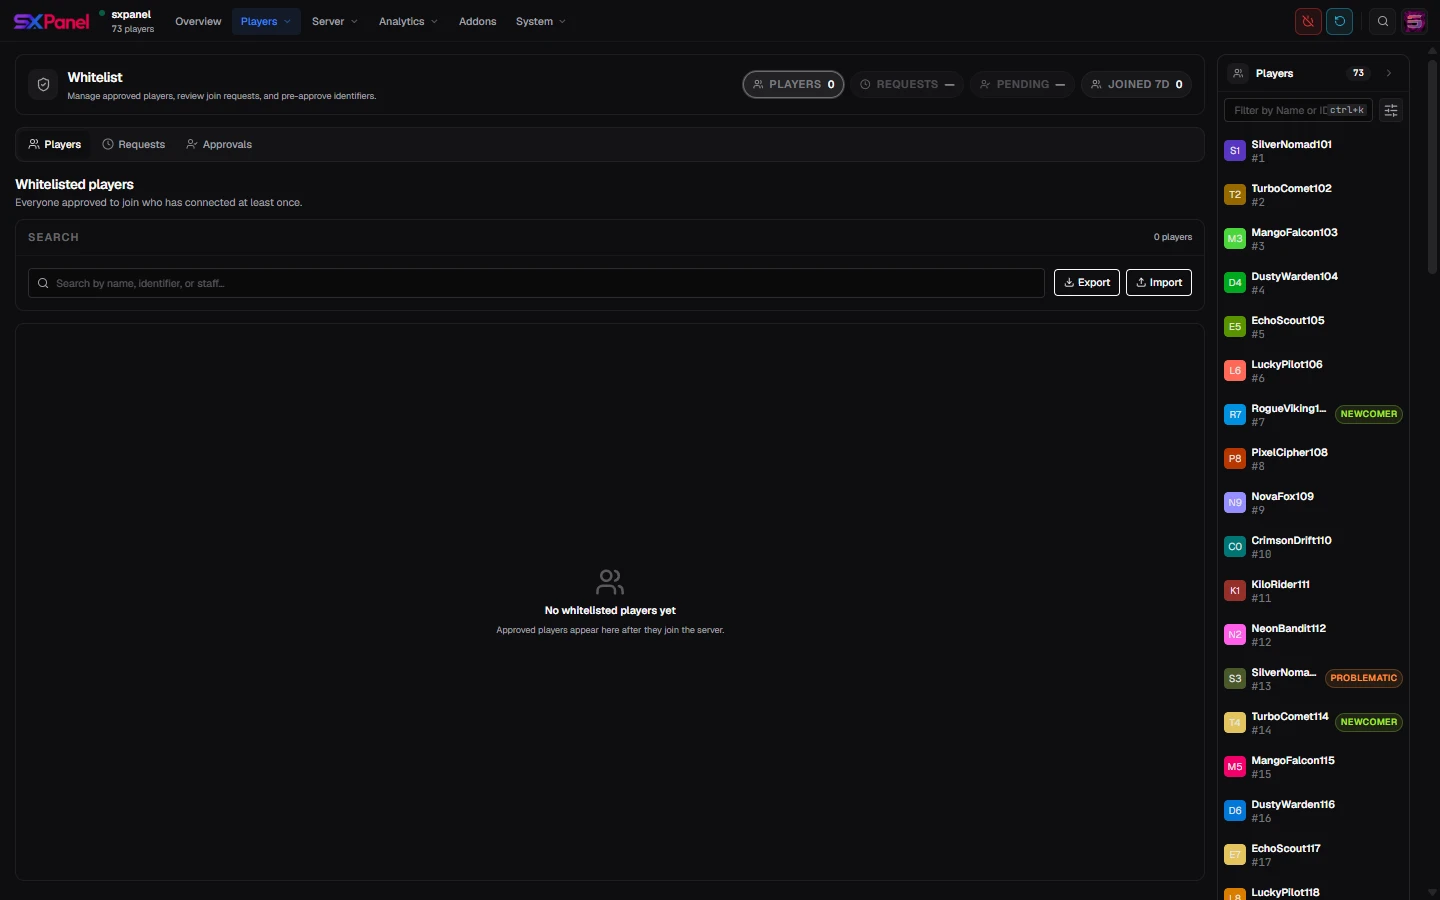 SXPanel
sxpanel
73 players
Overview
Players
Server
Analytics
Addons
System
Whitelist
Manage approved players, review join requests, and pre-approve identifiers.
PLAYERS 0
REQUESTS —
PENDING —
JOINED 7D 0
Players
Requests
Approvals
Whitelisted players
Everyone approved to join who has connected at least once.
SEARCH
0 players
Search by name, identifier, or staff...
Export
Import
No whitelisted players yet
Approved players appear here after they join the server.
Players
73
Filter by Name or ID
ctrl+k
S1
SilverNomad101
#1
T2
TurboComet102
#2
M3
MangoFalcon103
#3
D4
DustyWarden104
#4
E5
EchoScout105
#5
L6
LuckyPilot106
#6
R7
RogueViking1...
#7
NEWCOMER
P8
PixelCipher108
#8
N9
NovaFox109
#9
C0
CrimsonDrift110
#10
K1
KiloRider111
#11
N2
NeonBandit112
#12
S3
SilverNoma...
#13
PROBLEMATIC
T4
TurboComet114
#14
NEWCOMER
M5
MangoFalcon115
#15
D6
DustyWarden116
#16
E7
EchoScout117
#17
L8
LuckyPilot118